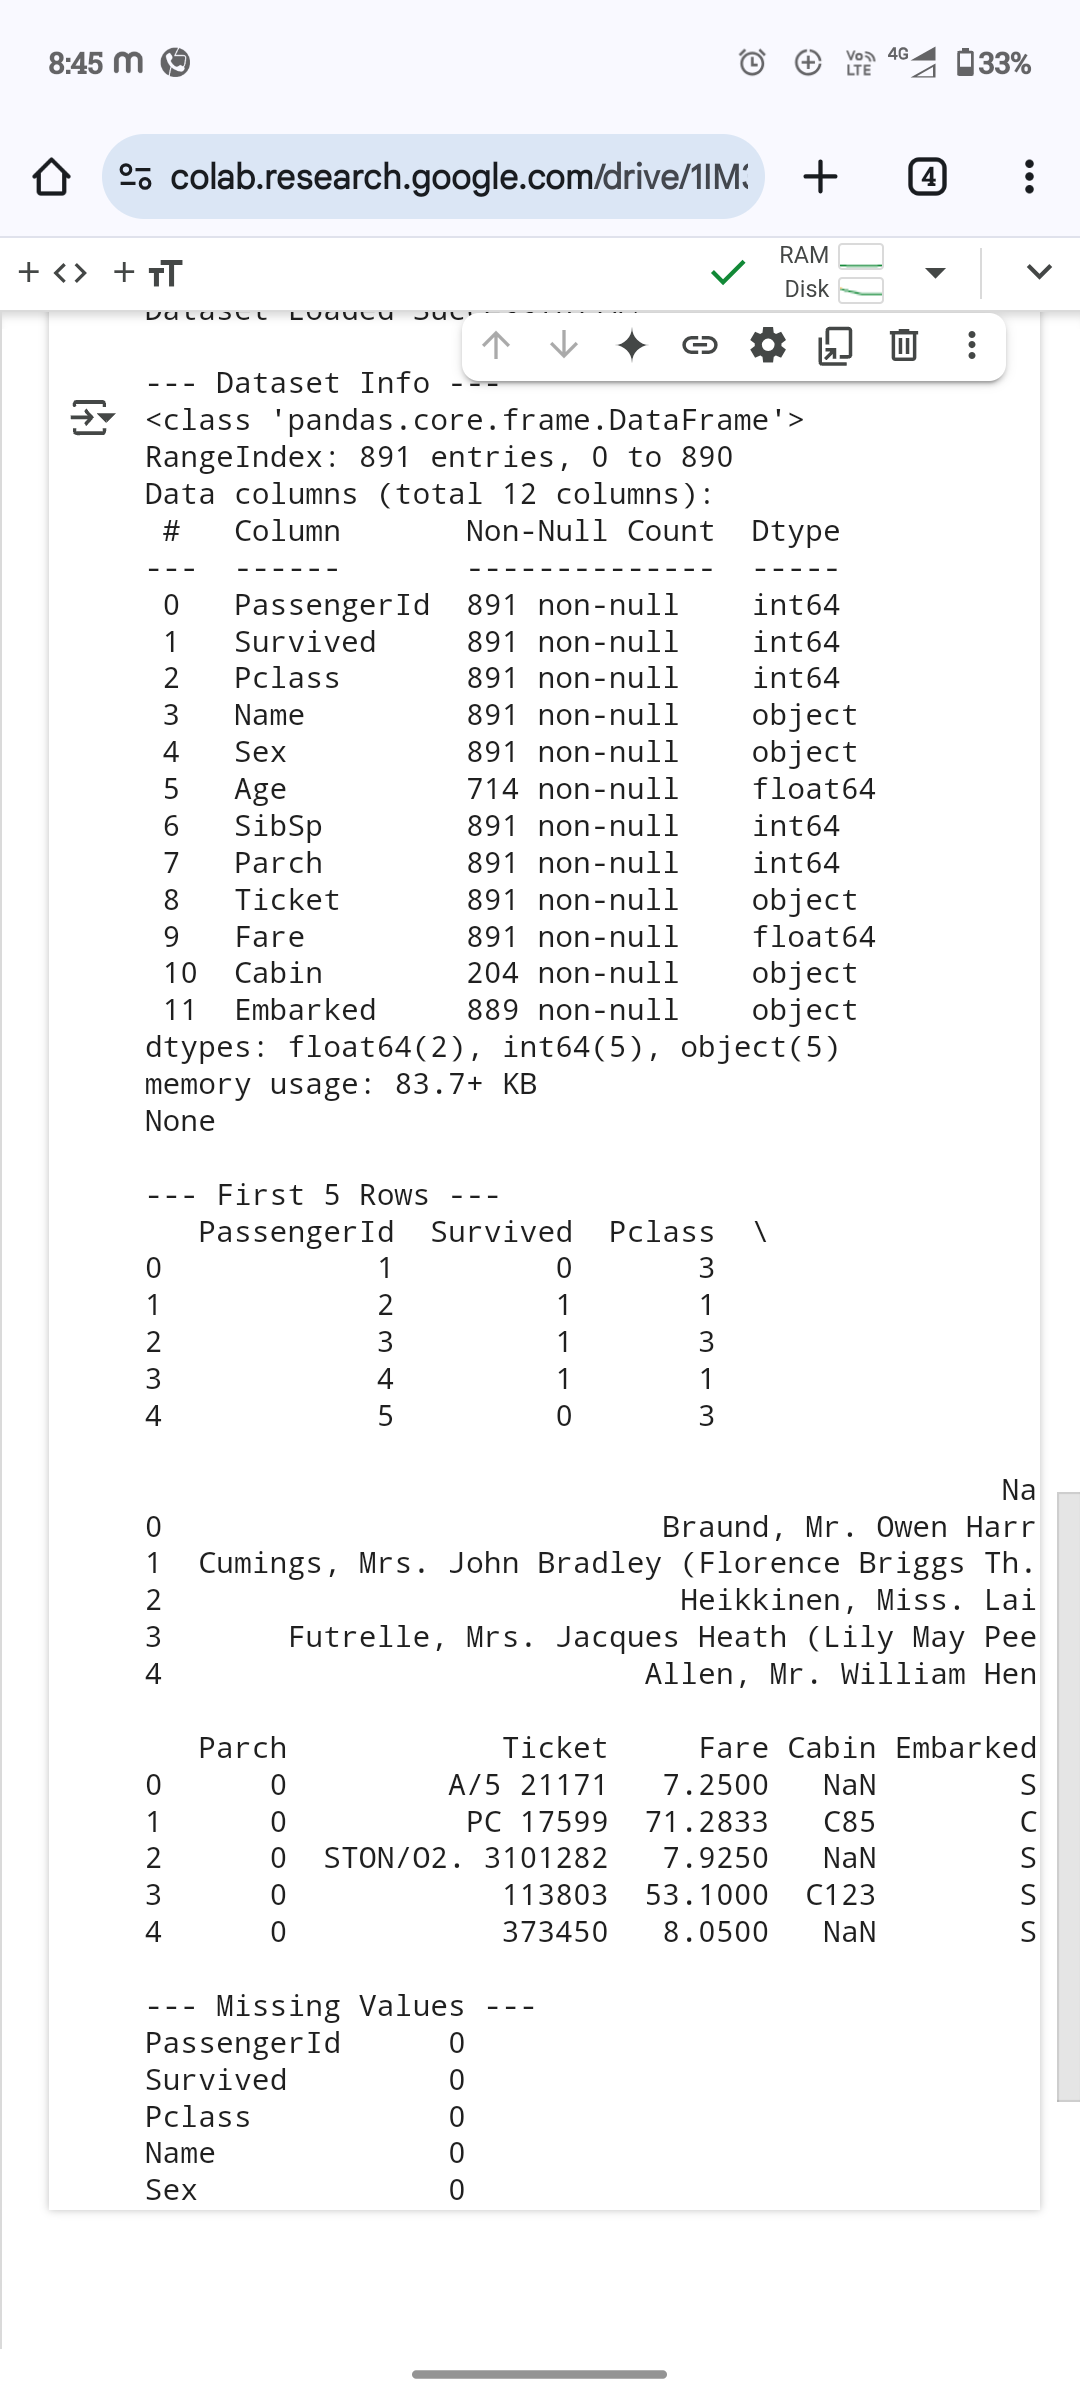 8:45 m VoLTE 4G 33%
colab.research.google.com/drive/1IM3 4
+ <> + TT RAM
Disk
Dataset Loaded
--- Dataset Info ---
<class 'pandas.core.frame.DataFrame'>
RangeIndex: 891 entries, 0 to 890
Data columns (total 12 columns):
 #   Column       Non-Null Count  Dtype
---  ------       --------------  -----
 0   PassengerId  891 non-null    int64
 1   Survived     891 non-null    int64
 2   Pclass       891 non-null    int64
 3   Name         891 non-null    object
 4   Sex          891 non-null    object
 5   Age          714 non-null    float64
 6   SibSp        891 non-null    int64
 7   Parch        891 non-null    int64
 8   Ticket       891 non-null    object
 9   Fare         891 non-null    float64
 10  Cabin        204 non-null    object
 11  Embarked     889 non-null    object
dtypes: float64(2), int64(5), object(5)
memory usage: 83.7+ KB
None
--- First 5 Rows ---
   PassengerId  Survived  Pclass  \
0            1         0       3
1            2         1       1
2            3         1       3
3            4         1       1
4            5         0       3
Na
0                            Braund, Mr. Owen Harr
1  Cumings, Mrs. John Bradley (Florence Briggs Th.
2                             Heikkinen, Miss. Lai
3       Futrelle, Mrs. Jacques Heath (Lily May Pee
4                           Allen, Mr. William Hen
   Parch            Ticket     Fare Cabin Embarked
0      0         A/5 21171   7.2500   NaN        S
1      0          PC 17599  71.2833   C85        C
2      0  STON/O2. 3101282   7.9250   NaN        S
3      0            113803  53.1000  C123        S
4      0            373450   8.0500   NaN        S
--- Missing Values ---
PassengerId      0
Survived         0
Pclass           0
Name             0
Sex              0